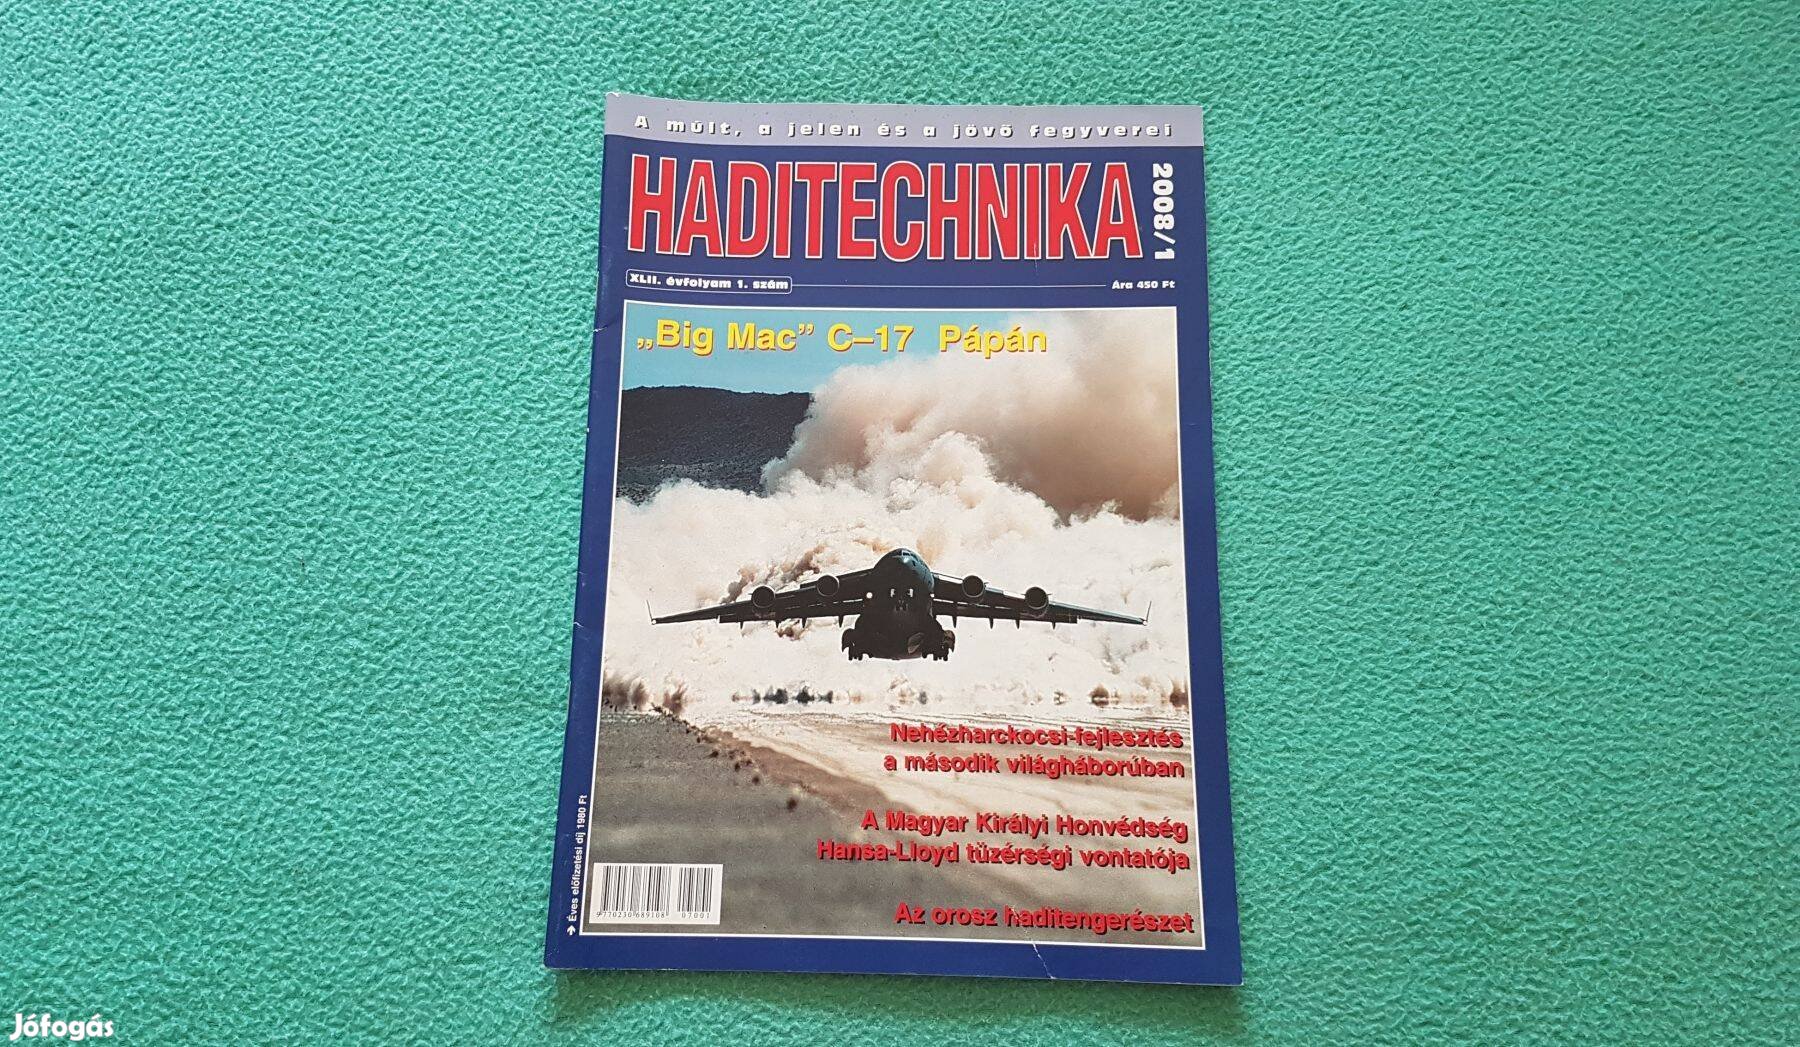 A múlt, a jelen és a jövő fegyverei
HADITECHNIKA
2008/1
XLII. évfolyam 1. szám
Ára 450 Ft
„Big Mac” C–17 Pápán
Nehézharckocsi-fejlesztés
a második világháborúban
A Magyar Királyi Honvédség
Hansa-Lloyd tüzérségi vontatója
Az orosz haditengerészet
➔ Éves előfizetési díj 1980 Ft
9770230689108 07001
Jófogás